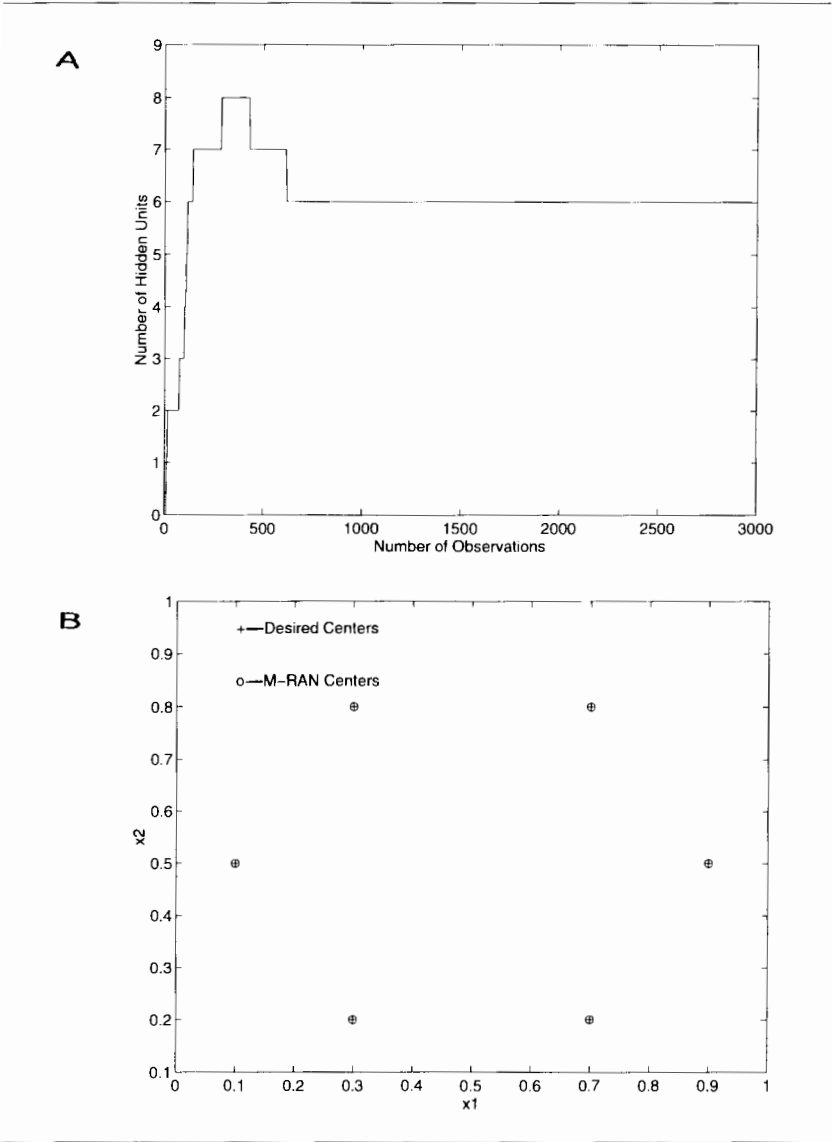 A
9
8
7
6
5
4
3
2
1
0
Number of Hidden Units
0 500 1000 1500 2000 2500 3000
Number of Observations
B
1
0.9
0.8
0.7
0.6
0.5
0.4
0.3
0.2
0.1
x2
+—Desired Centers
o—M-RAN Centers
0 0.1 0.2 0.3 0.4 0.5 0.6 0.7 0.8 0.9 1
x1